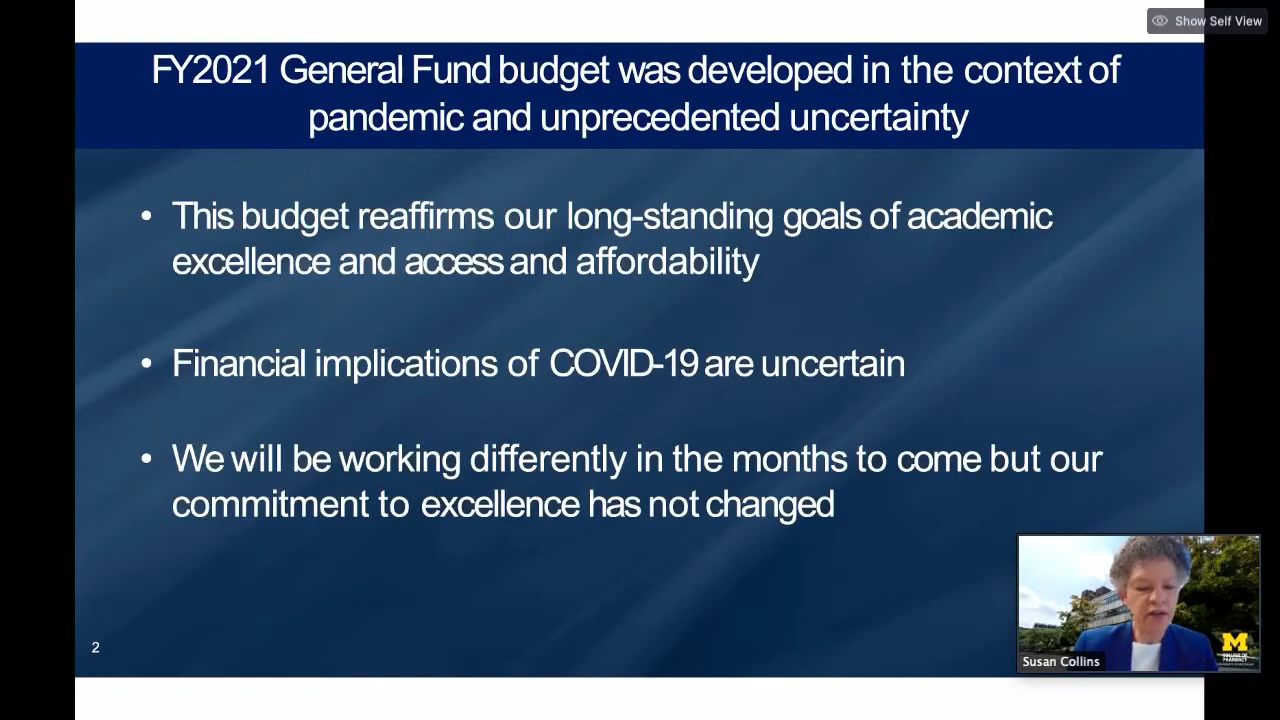 Show Self View
FY2021 General Fund budget was developed in the context of
pandemic and unprecedented uncertainty
• This budget reaffirms our long-standing goals of academic
excellence and access and affordability
• Financial implications of COVID-19 are uncertain
• We will be working differently in the months to come but our
commitment to excellence has not changed
2
M
COLLEGE OF
PHARMACY
Susan Collins